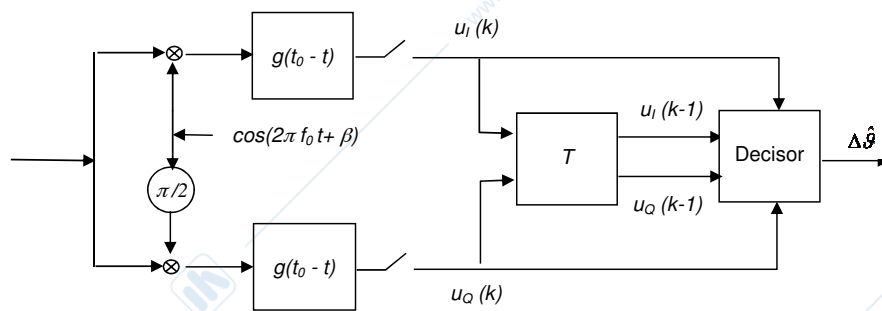 u_I (k)
g(t_0 - t)
u_I (k-1)
cos(2π f_0 t+ β)
T
Decisor
Δϑ̂
π/2
u_Q (k-1)
g(t_0 - t)
u_Q (k)